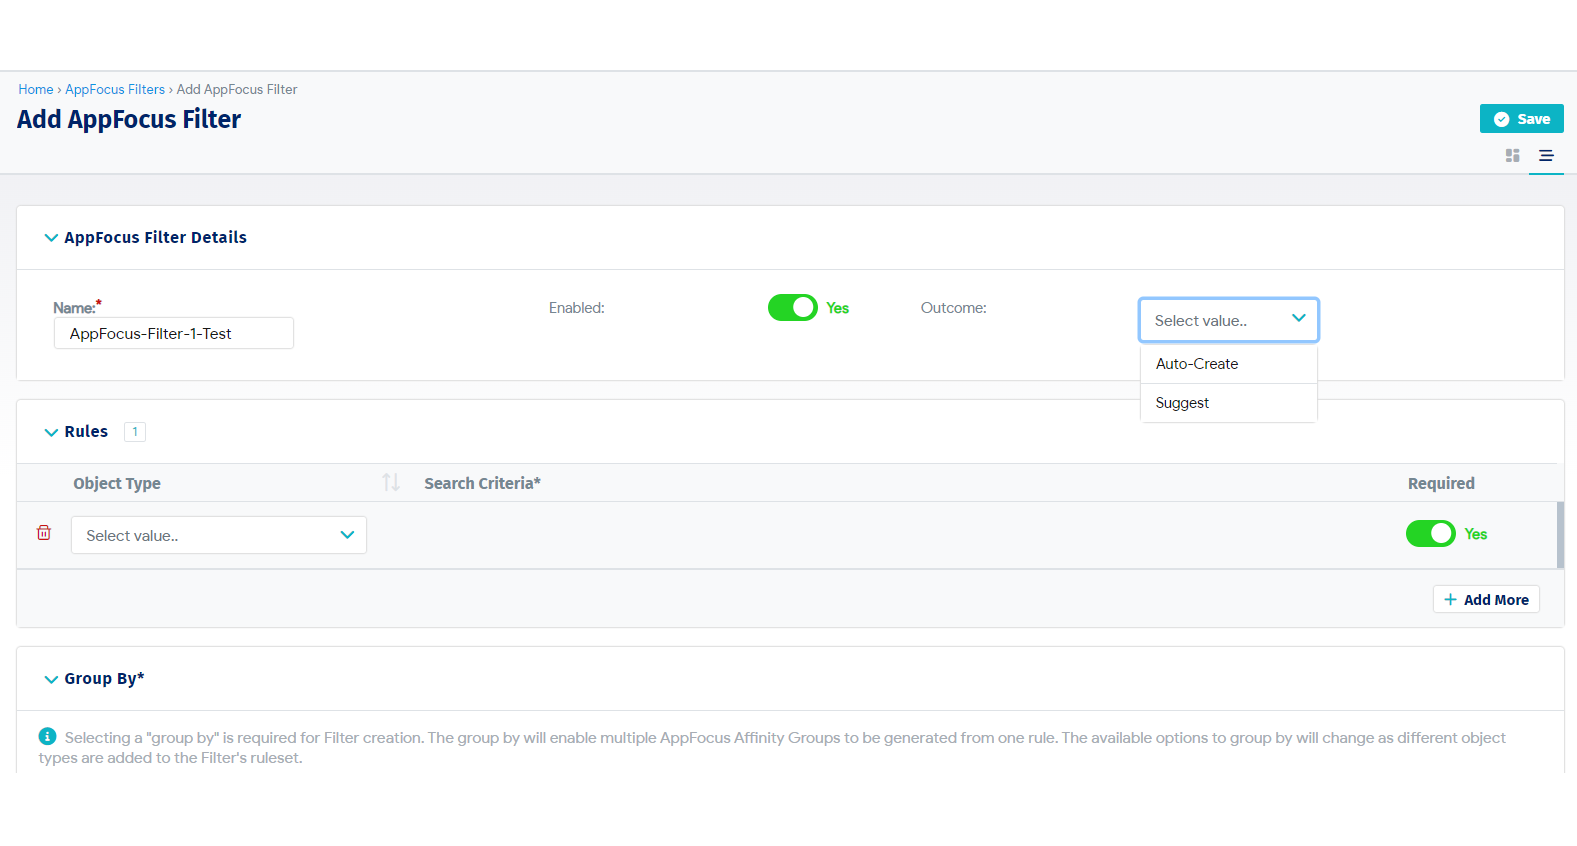 Home › AppFocus Filters › Add AppFocus Filter
Add AppFocus Filter
Save
AppFocus Filter Details
Name:*
Enabled:
Yes
Outcome:
Select value..
AppFocus-Filter-1-Test
Auto-Create
Suggest
Rules 1
Object Type
Search Criteria*
Required
Select value..
Yes
Add More
Group By*
Selecting a "group by" is required for Filter creation. The group by will enable multiple AppFocus Affinity Groups to be generated from one rule. The available options to group by will change as different object
types are added to the Filter's ruleset.